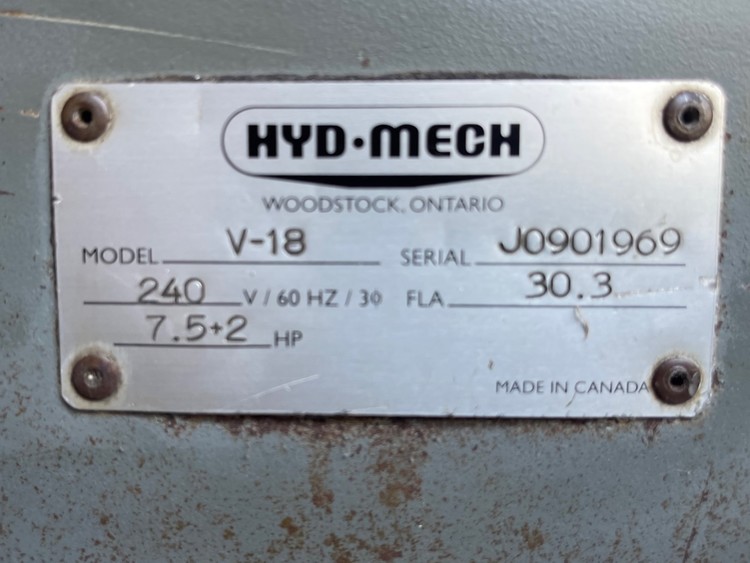 HYD·MECH
WOODSTOCK, ONTARIO
MODEL V-18 SERIAL J0901969
240 V / 60 HZ / 3Ø FLA 30.3
7.5+2 HP
MADE IN CANADA